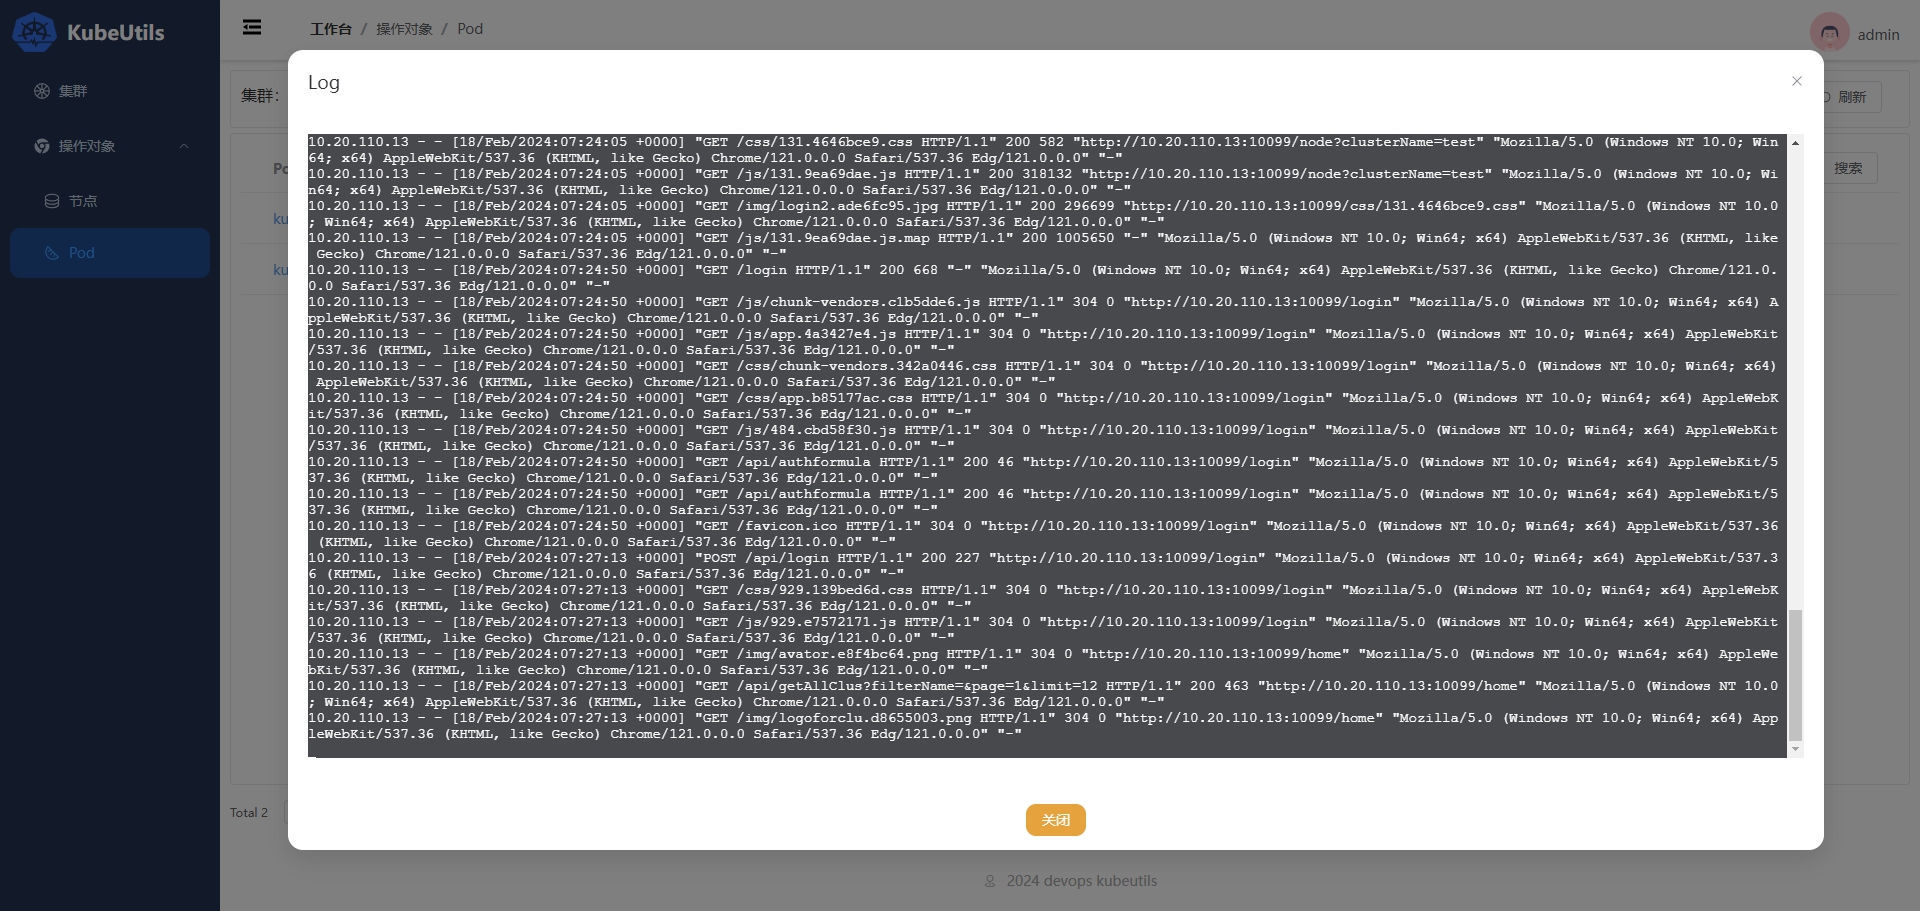 KubeUtils
集群
操作对象
节点
Pod
工作台 / 操作对象 / Pod
admin
集群:
刷新
搜索
ku
ku
Total 2
Log
10.20.110.13 - - [18/Feb/2024:07:24:05 +0000] "GET /css/131.4646bce9.css HTTP/1.1" 200 582 "http://10.20.110.13:10099/node?clusterName=test" "Mozilla/5.0 (Windows NT 10.0; Win
64; x64) AppleWebKit/537.36 (KHTML, like Gecko) Chrome/121.0.0.0 Safari/537.36 Edg/121.0.0.0" "-"
10.20.110.13 - - [18/Feb/2024:07:24:05 +0000] "GET /js/131.9ea69dae.js HTTP/1.1" 200 318132 "http://10.20.110.13:10099/node?clusterName=test" "Mozilla/5.0 (Windows NT 10.0; Wi
n64; x64) AppleWebKit/537.36 (KHTML, like Gecko) Chrome/121.0.0.0 Safari/537.36 Edg/121.0.0.0" "-"
10.20.110.13 - - [18/Feb/2024:07:24:05 +0000] "GET /img/login2.ade6fc95.jpg HTTP/1.1" 200 296699 "http://10.20.110.13:10099/css/131.4646bce9.css" "Mozilla/5.0 (Windows NT 10.0
; Win64; x64) AppleWebKit/537.36 (KHTML, like Gecko) Chrome/121.0.0.0 Safari/537.36 Edg/121.0.0.0" "-"
10.20.110.13 - - [18/Feb/2024:07:24:05 +0000] "GET /js/131.9ea69dae.js.map HTTP/1.1" 200 1005650 "-" "Mozilla/5.0 (Windows NT 10.0; Win64; x64) AppleWebKit/537.36 (KHTML, like
 Gecko) Chrome/121.0.0.0 Safari/537.36 Edg/121.0.0.0" "-"
10.20.110.13 - - [18/Feb/2024:07:24:50 +0000] "GET /login HTTP/1.1" 200 668 "-" "Mozilla/5.0 (Windows NT 10.0; Win64; x64) AppleWebKit/537.36 (KHTML, like Gecko) Chrome/121.0.
0.0 Safari/537.36 Edg/121.0.0.0" "-"
10.20.110.13 - - [18/Feb/2024:07:24:50 +0000] "GET /js/chunk-vendors.c1b5dde6.js HTTP/1.1" 304 0 "http://10.20.110.13:10099/login" "Mozilla/5.0 (Windows NT 10.0; Win64; x64) A
ppleWebKit/537.36 (KHTML, like Gecko) Chrome/121.0.0.0 Safari/537.36 Edg/121.0.0.0" "-"
10.20.110.13 - - [18/Feb/2024:07:24:50 +0000] "GET /js/app.4a3427e4.js HTTP/1.1" 304 0 "http://10.20.110.13:10099/login" "Mozilla/5.0 (Windows NT 10.0; Win64; x64) AppleWebKit
/537.36 (KHTML, like Gecko) Chrome/121.0.0.0 Safari/537.36 Edg/121.0.0.0" "-"
10.20.110.13 - - [18/Feb/2024:07:24:50 +0000] "GET /css/chunk-vendors.342a0446.css HTTP/1.1" 304 0 "http://10.20.110.13:10099/login" "Mozilla/5.0 (Windows NT 10.0; Win64; x64)
 AppleWebKit/537.36 (KHTML, like Gecko) Chrome/121.0.0.0 Safari/537.36 Edg/121.0.0.0" "-"
10.20.110.13 - - [18/Feb/2024:07:24:50 +0000] "GET /css/app.b85177ac.css HTTP/1.1" 304 0 "http://10.20.110.13:10099/login" "Mozilla/5.0 (Windows NT 10.0; Win64; x64) AppleWebK
it/537.36 (KHTML, like Gecko) Chrome/121.0.0.0 Safari/537.36 Edg/121.0.0.0" "-"
10.20.110.13 - - [18/Feb/2024:07:24:50 +0000] "GET /js/484.cbd58f30.js HTTP/1.1" 304 0 "http://10.20.110.13:10099/login" "Mozilla/5.0 (Windows NT 10.0; Win64; x64) AppleWebKit
/537.36 (KHTML, like Gecko) Chrome/121.0.0.0 Safari/537.36 Edg/121.0.0.0" "-"
10.20.110.13 - - [18/Feb/2024:07:24:50 +0000] "GET /api/authformula HTTP/1.1" 200 46 "http://10.20.110.13:10099/login" "Mozilla/5.0 (Windows NT 10.0; Win64; x64) AppleWebKit/5
37.36 (KHTML, like Gecko) Chrome/121.0.0.0 Safari/537.36 Edg/121.0.0.0" "-"
10.20.110.13 - - [18/Feb/2024:07:24:50 +0000] "GET /api/authformula HTTP/1.1" 200 46 "http://10.20.110.13:10099/login" "Mozilla/5.0 (Windows NT 10.0; Win64; x64) AppleWebKit/5
37.36 (KHTML, like Gecko) Chrome/121.0.0.0 Safari/537.36 Edg/121.0.0.0" "-"
10.20.110.13 - - [18/Feb/2024:07:24:50 +0000] "GET /favicon.ico HTTP/1.1" 304 0 "http://10.20.110.13:10099/login" "Mozilla/5.0 (Windows NT 10.0; Win64; x64) AppleWebKit/537.36
 (KHTML, like Gecko) Chrome/121.0.0.0 Safari/537.36 Edg/121.0.0.0" "-"
10.20.110.13 - - [18/Feb/2024:07:27:13 +0000] "POST /api/login HTTP/1.1" 200 227 "http://10.20.110.13:10099/login" "Mozilla/5.0 (Windows NT 10.0; Win64; x64) AppleWebKit/537.3
6 (KHTML, like Gecko) Chrome/121.0.0.0 Safari/537.36 Edg/121.0.0.0" "-"
10.20.110.13 - - [18/Feb/2024:07:27:13 +0000] "GET /css/929.139bed6d.css HTTP/1.1" 304 0 "http://10.20.110.13:10099/login" "Mozilla/5.0 (Windows NT 10.0; Win64; x64) AppleWebK
it/537.36 (KHTML, like Gecko) Chrome/121.0.0.0 Safari/537.36 Edg/121.0.0.0" "-"
10.20.110.13 - - [18/Feb/2024:07:27:13 +0000] "GET /js/929.e7572171.js HTTP/1.1" 304 0 "http://10.20.110.13:10099/login" "Mozilla/5.0 (Windows NT 10.0; Win64; x64) AppleWebKit
/537.36 (KHTML, like Gecko) Chrome/121.0.0.0 Safari/537.36 Edg/121.0.0.0" "-"
10.20.110.13 - - [18/Feb/2024:07:27:13 +0000] "GET /img/avator.e8f4bc64.png HTTP/1.1" 304 0 "http://10.20.110.13:10099/home" "Mozilla/5.0 (Windows NT 10.0; Win64; x64) AppleWe
bKit/537.36 (KHTML, like Gecko) Chrome/121.0.0.0 Safari/537.36 Edg/121.0.0.0" "-"
10.20.110.13 - - [18/Feb/2024:07:27:13 +0000] "GET /api/getAllClus?filterName=&page=1&limit=12 HTTP/1.1" 200 463 "http://10.20.110.13:10099/home" "Mozilla/5.0 (Windows NT 10.0
; Win64; x64) AppleWebKit/537.36 (KHTML, like Gecko) Chrome/121.0.0.0 Safari/537.36 Edg/121.0.0.0" "-"
10.20.110.13 - - [18/Feb/2024:07:27:13 +0000] "GET /img/logoforclu.d8655003.png HTTP/1.1" 304 0 "http://10.20.110.13:10099/home" "Mozilla/5.0 (Windows NT 10.0; Win64; x64) App
leWebKit/537.36 (KHTML, like Gecko) Chrome/121.0.0.0 Safari/537.36 Edg/121.0.0.0" "-"
关闭
2024 devops kubeutils